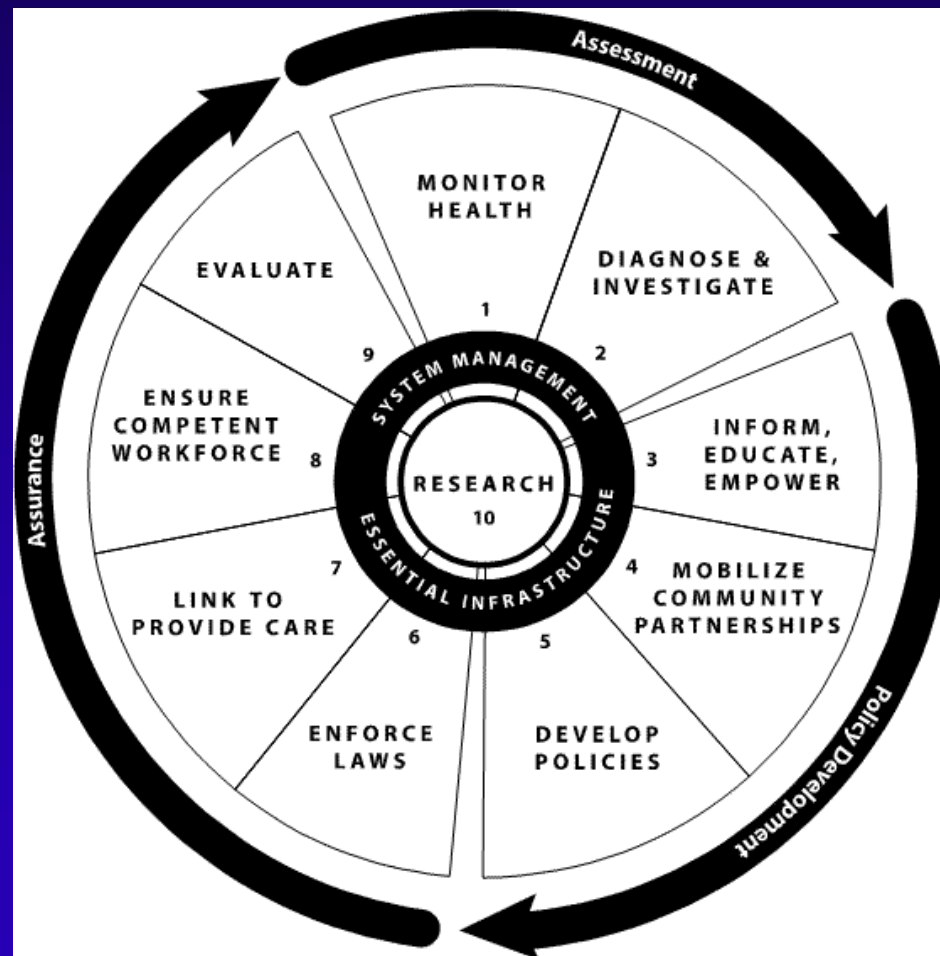 Assessment
MONITOR
HEALTH
1
DIAGNOSE &
INVESTIGATE
2
INFORM,
EDUCATE,
EMPOWER
3
MOBILIZE
COMMUNITY
PARTNERSHIPS
4
Policy Development
DEVELOP
POLICIES
5
ENFORCE
LAWS
6
LINK TO
PROVIDE CARE
7
ENSURE
COMPETENT
WORKFORCE
8
Assurance
EVALUATE
9
SYSTEM MANAGEMENT
RESEARCH
10
ESSENTIAL INFRASTRUCTURE